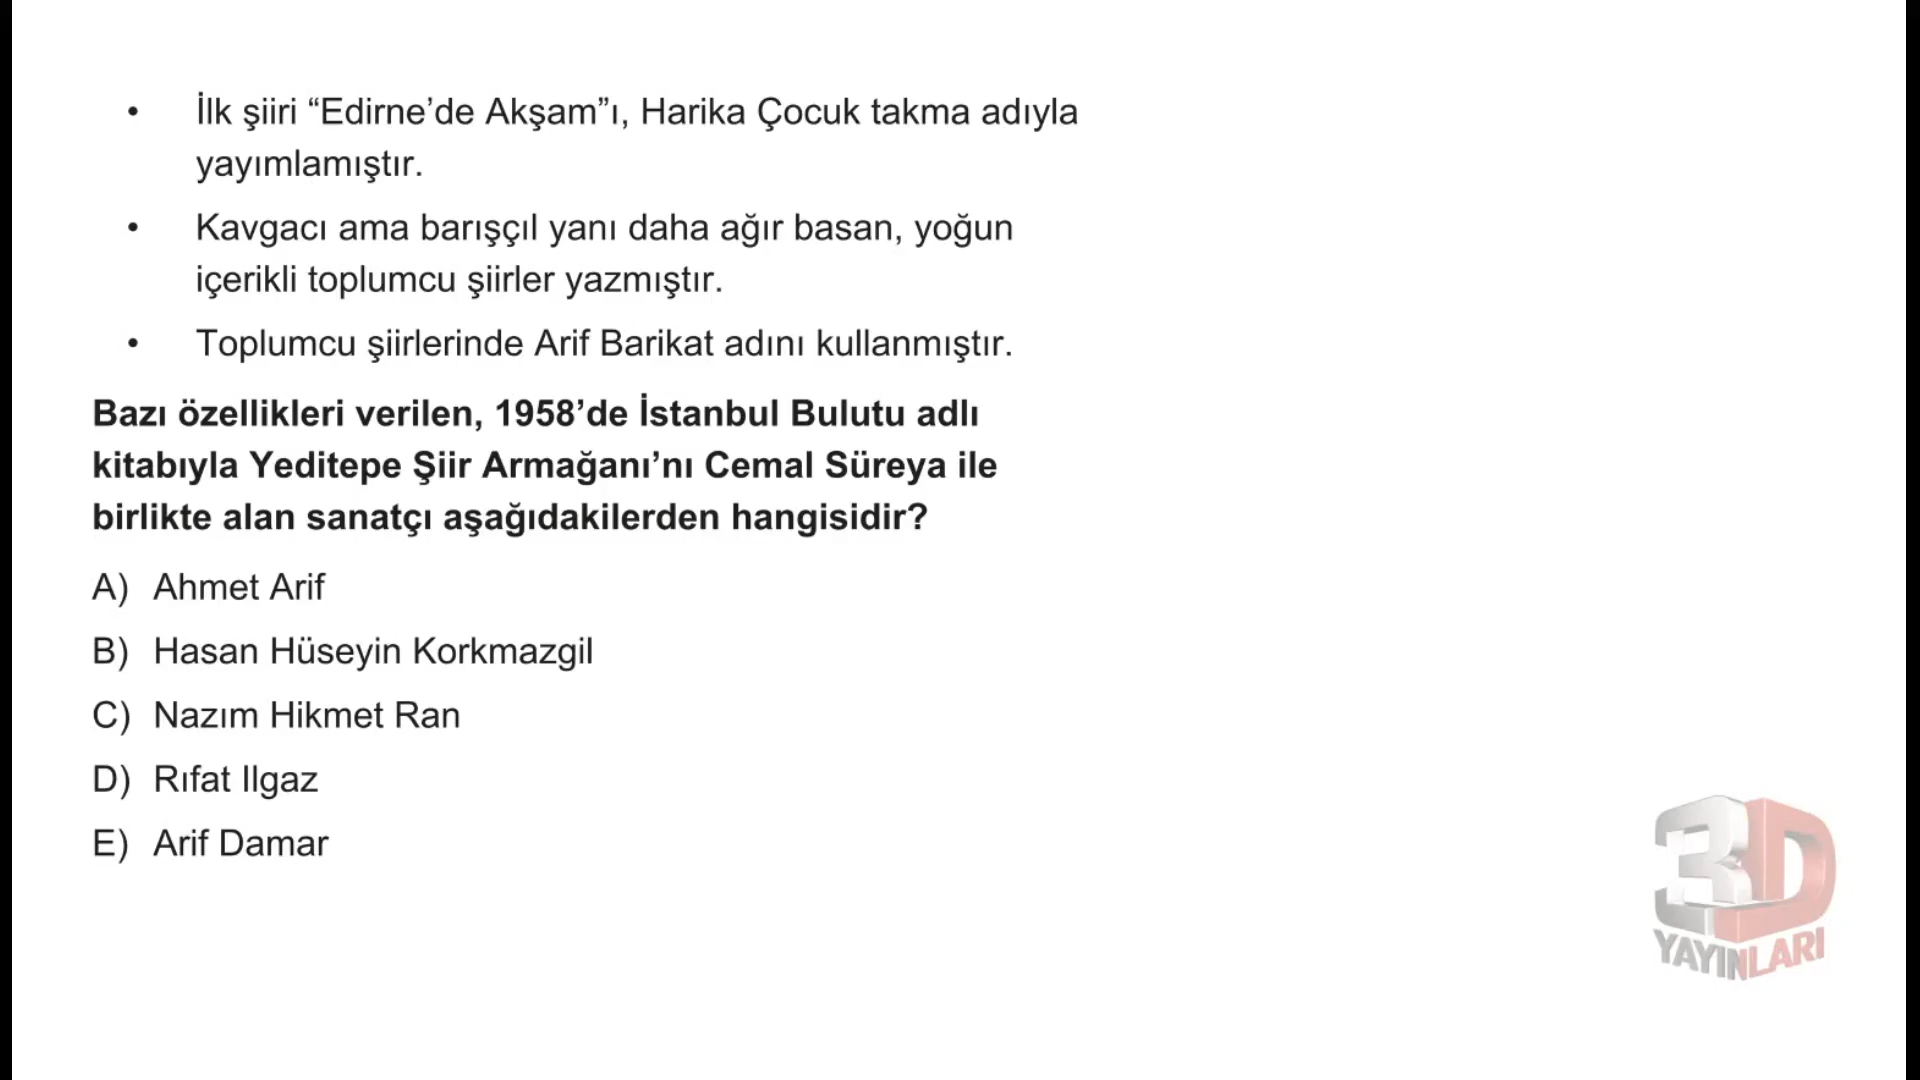 • İlk şiiri “Edirne’de Akşam”ı, Harika Çocuk takma adıyla
yayımlamıştır.
• Kavgacı ama barışçıl yanı daha ağır basan, yoğun
içerikli toplumcu şiirler yazmıştır.
• Toplumcu şiirlerinde Arif Barikat adını kullanmıştır.
Bazı özellikleri verilen, 1958’de İstanbul Bulutu adlı
kitabıyla Yeditepe Şiir Armağanı’nı Cemal Süreya ile
birlikte alan sanatçı aşağıdakilerden hangisidir?
A) Ahmet Arif
B) Hasan Hüseyin Korkmazgil
C) Nazım Hikmet Ran
D) Rıfat Ilgaz
E) Arif Damar
3D
YAYINLARI